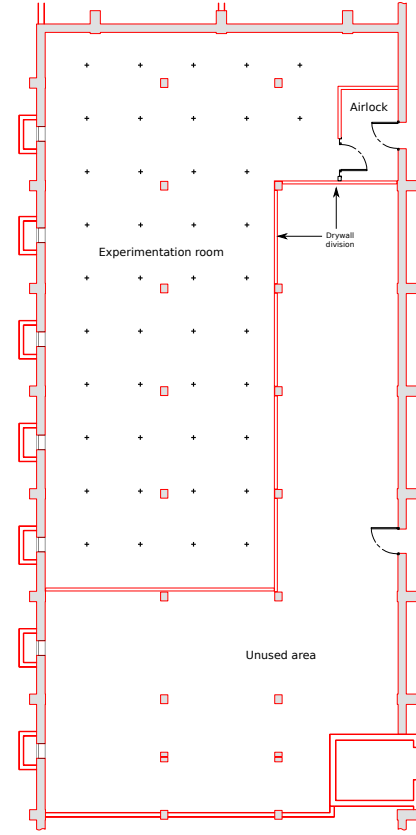 Airlock
Drywall
division
Experimentation room
Unused area